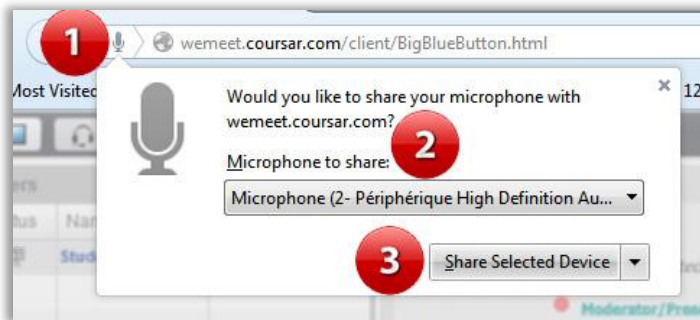 1
wemeet.coursar.com/client/BigBlueButton.html
Most Visited
12
Would you like to share your microphone with
wemeet.coursar.com?
2
Microphone to share:
Microphone (2- Périphérique High Definition Au...
3
Share Selected Device
Moderator/Pres